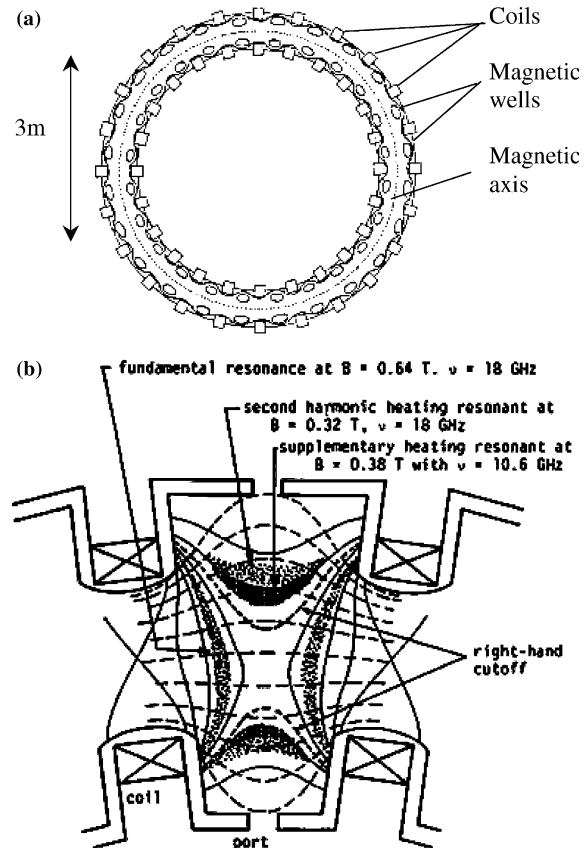 (a)
Coils
Magnetic
wells
3m
Magnetic
axis
(b)
fundamental resonance at B = 0.64 T. ν = 18 GHz
second harmonic heating resonant at
B = 0.32 T, ν = 18 GHz
supplementary heating resonant at
B = 0.38 T with ν = 10.6 GHz
right-hand
cutoff
coil
port